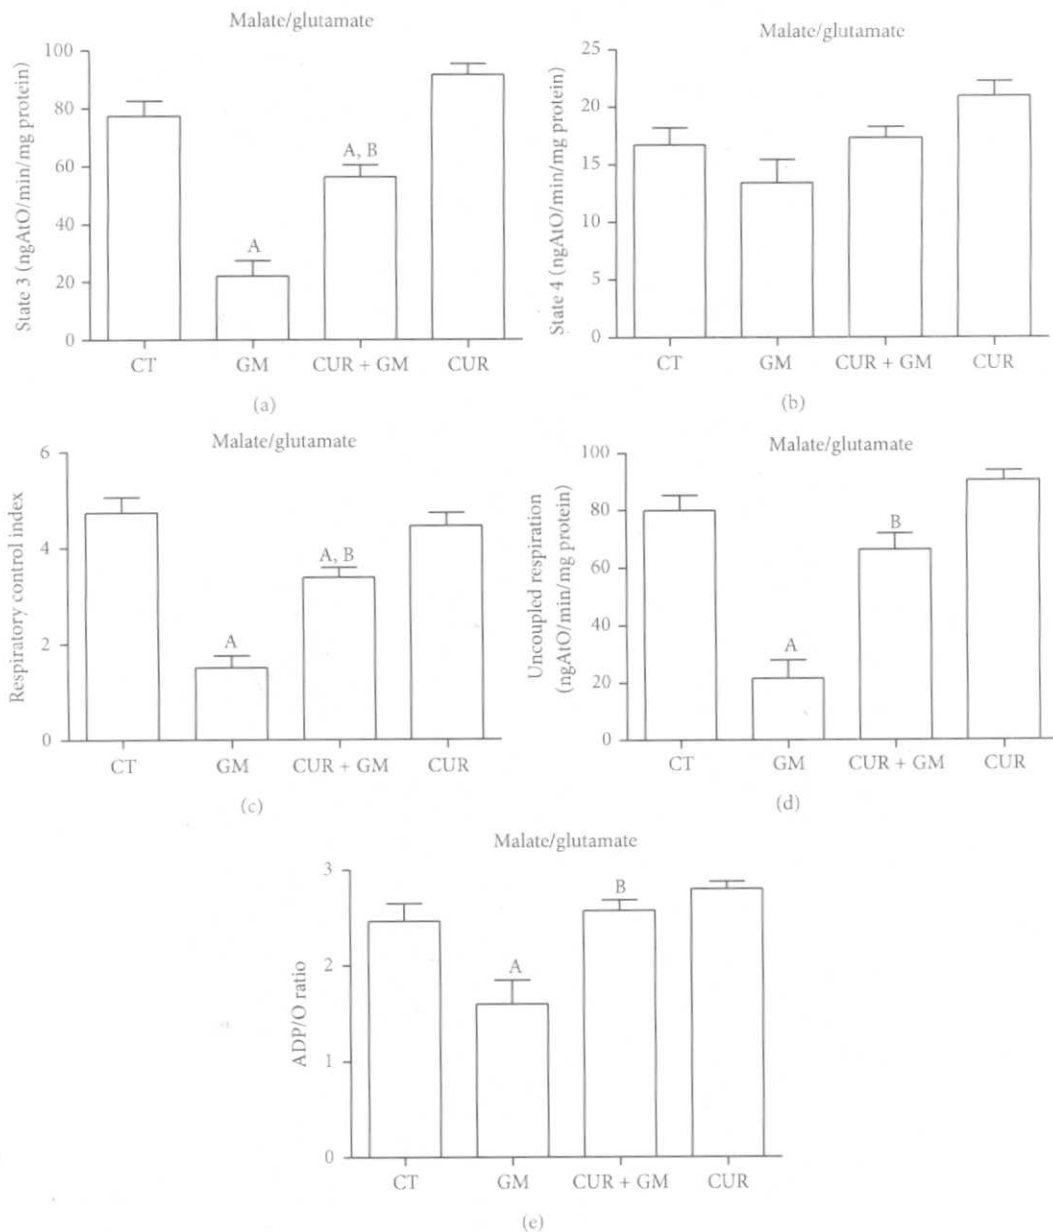 Malate/glutamate
State 3 (ngAtO/min/mg protein)
100
80
60
40
20
0
A
A, B
CT GM CUR + GM CUR
(a)
Malate/glutamate
State 4 (ngAtO/min/mg protein)
25
20
15
10
5
0
CT GM CUR + GM CUR
(b)
Malate/glutamate
Respiratory control index
6
4
2
0
A
A, B
CT GM CUR + GM CUR
(c)
Malate/glutamate
Uncoupled respiration
(ngAtO/min/mg protein)
100
80
60
40
20
0
A
B
CT GM CUR + GM CUR
(d)
Malate/glutamate
ADP/O ratio
3
2
1
0
A
B
CT GM CUR + GM CUR
(e)